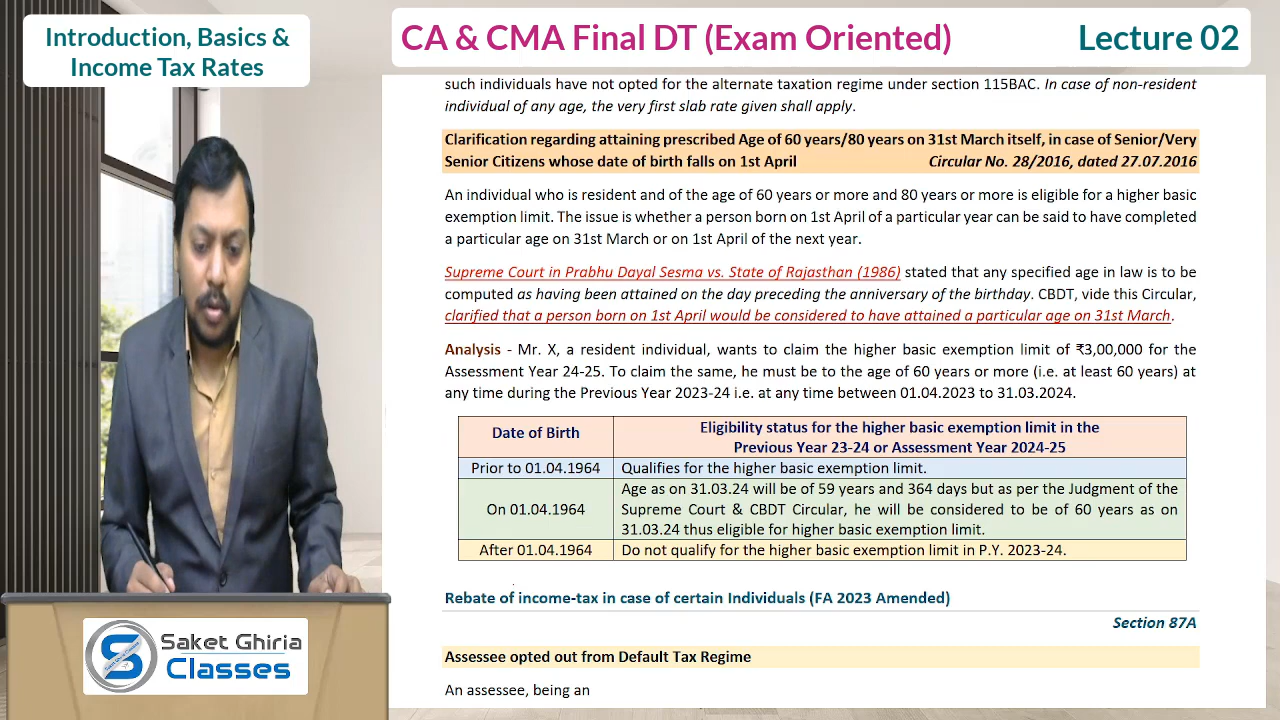 Introduction, Basics &
Income Tax Rates
CA & CMA Final DT (Exam Oriented)
Lecture 02
such individuals have not opted for the alternate taxation regime under section 115BAC. In case of non-resident
individual of any age, the very first slab rate given shall apply.
Clarification regarding attaining prescribed Age of 60 years/80 years on 31st March itself, in case of Senior/Very
Senior Citizens whose date of birth falls on 1st April
Circular No. 28/2016, dated 27.07.2016
An individual who is resident and of the age of 60 years or more and 80 years or more is eligible for a higher basic
exemption limit. The issue is whether a person born on 1st April of a particular year can be said to have completed
a particular age on 31st March or on 1st April of the next year.
Supreme Court in Prabhu Dayal Sesma vs. State of Rajasthan (1986) stated that any specified age in law is to be
computed as having been attained on the day preceding the anniversary of the birthday. CBDT, vide this Circular,
clarified that a person born on 1st April would be considered to have attained a particular age on 31st March.
Analysis - Mr. X, a resident individual, wants to claim the higher basic exemption limit of ₹3,00,000 for the
Assessment Year 24-25. To claim the same, he must be to the age of 60 years or more (i.e. at least 60 years) at
any time during the Previous Year 2023-24 i.e. at any time between 01.04.2023 to 31.03.2024.
Date of Birth
Eligibility status for the higher basic exemption limit in the
Previous Year 23-24 or Assessment Year 2024-25
Prior to 01.04.1964
Qualifies for the higher basic exemption limit.
On 01.04.1964
Age as on 31.03.24 will be of 59 years and 364 days but as per the Judgment of the
Supreme Court & CBDT Circular, he will be considered to be of 60 years as on
31.03.24 thus eligible for higher basic exemption limit.
After 01.04.1964
Do not qualify for the higher basic exemption limit in P.Y. 2023-24.
Rebate of income-tax in case of certain Individuals (FA 2023 Amended)
Section 87A
Assessee opted out from Default Tax Regime
An assessee, being an
Saket Ghiria
Classes